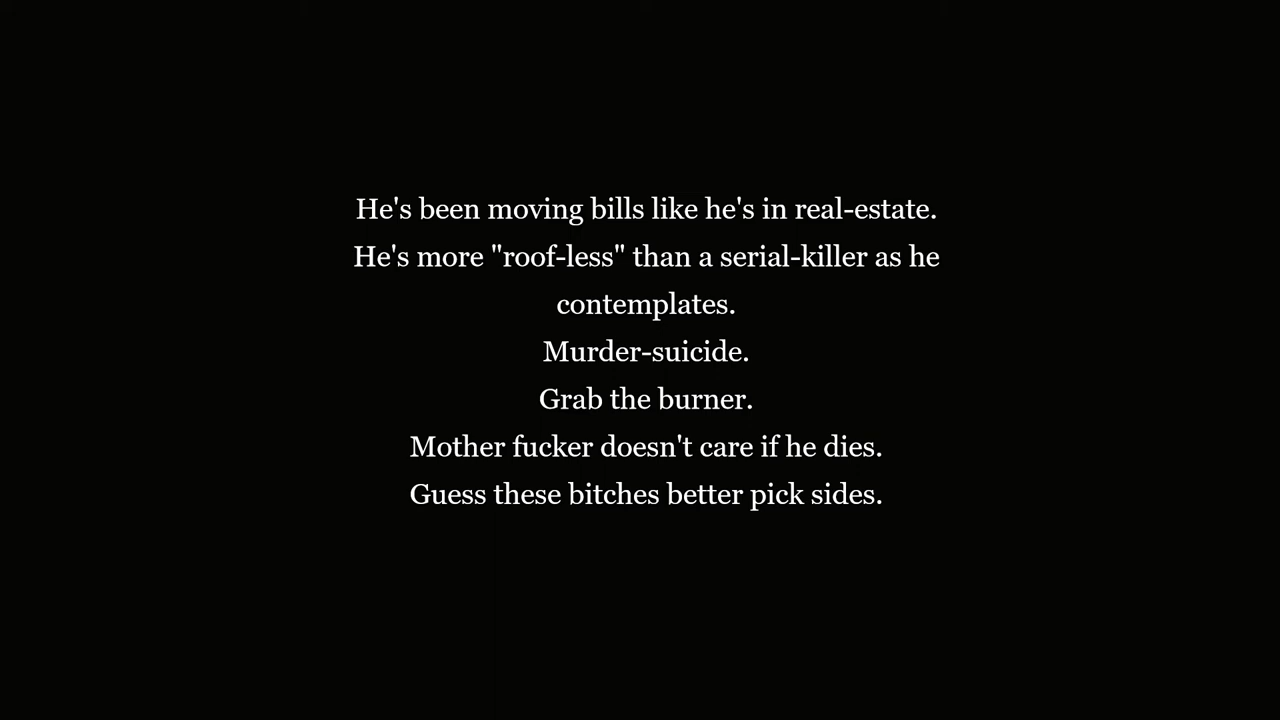 He's been moving bills like he's in real-estate.
He's more "roof-less" than a serial-killer as he
contemplates.
Murder-suicide.
Grab the burner.
Mother fucker doesn't care if he dies.
Guess these bitches better pick sides.